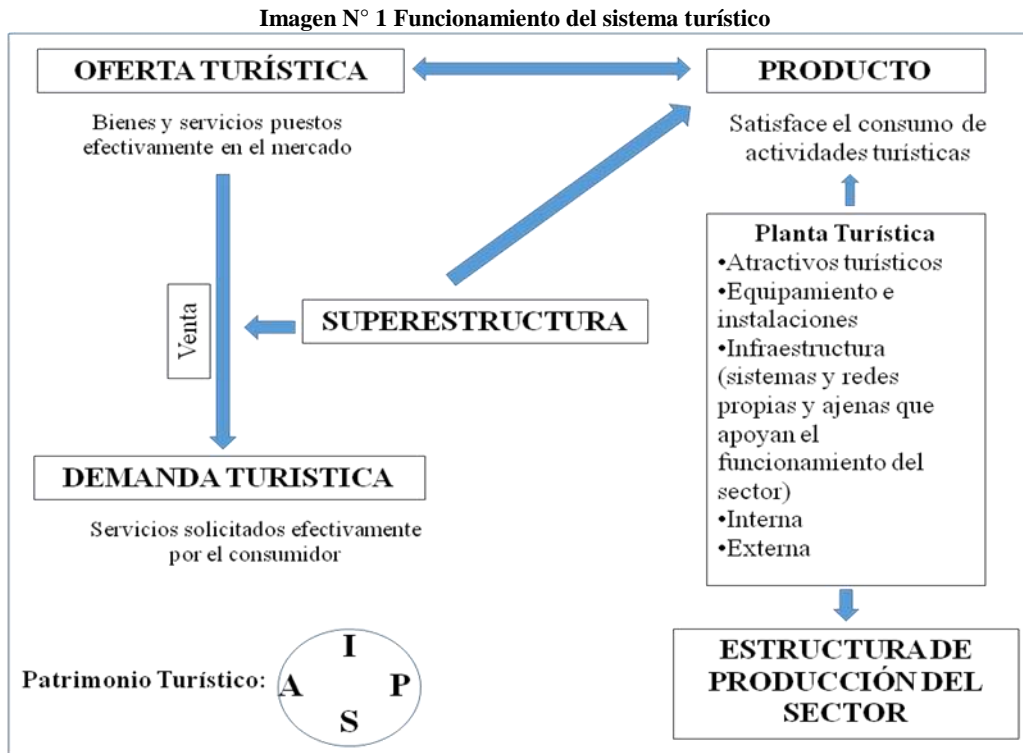 Imagen N° 1 Funcionamiento del sistema turístico
OFERTA TURÍSTICA
Bienes y servicios puestos
efectivamente en el mercado
PRODUCTO
Satisface el consumo de
actividades turísticas
Planta Turística
•Atractivos turísticos
•Equipamiento e
instalaciones
•Infraestructura
(sistemas y redes
propias y ajenas que
apoyan el
funcionamiento del
sector)
•Interna
•Externa
Venta
SUPERESTRUCTURA
DEMANDA TURISTICA
Servicios solicitados efectivamente
por el consumidor
ESTRUCTURA DE
PRODUCCIÓN DEL
SECTOR
Patrimonio Turístico:
I
A P
S